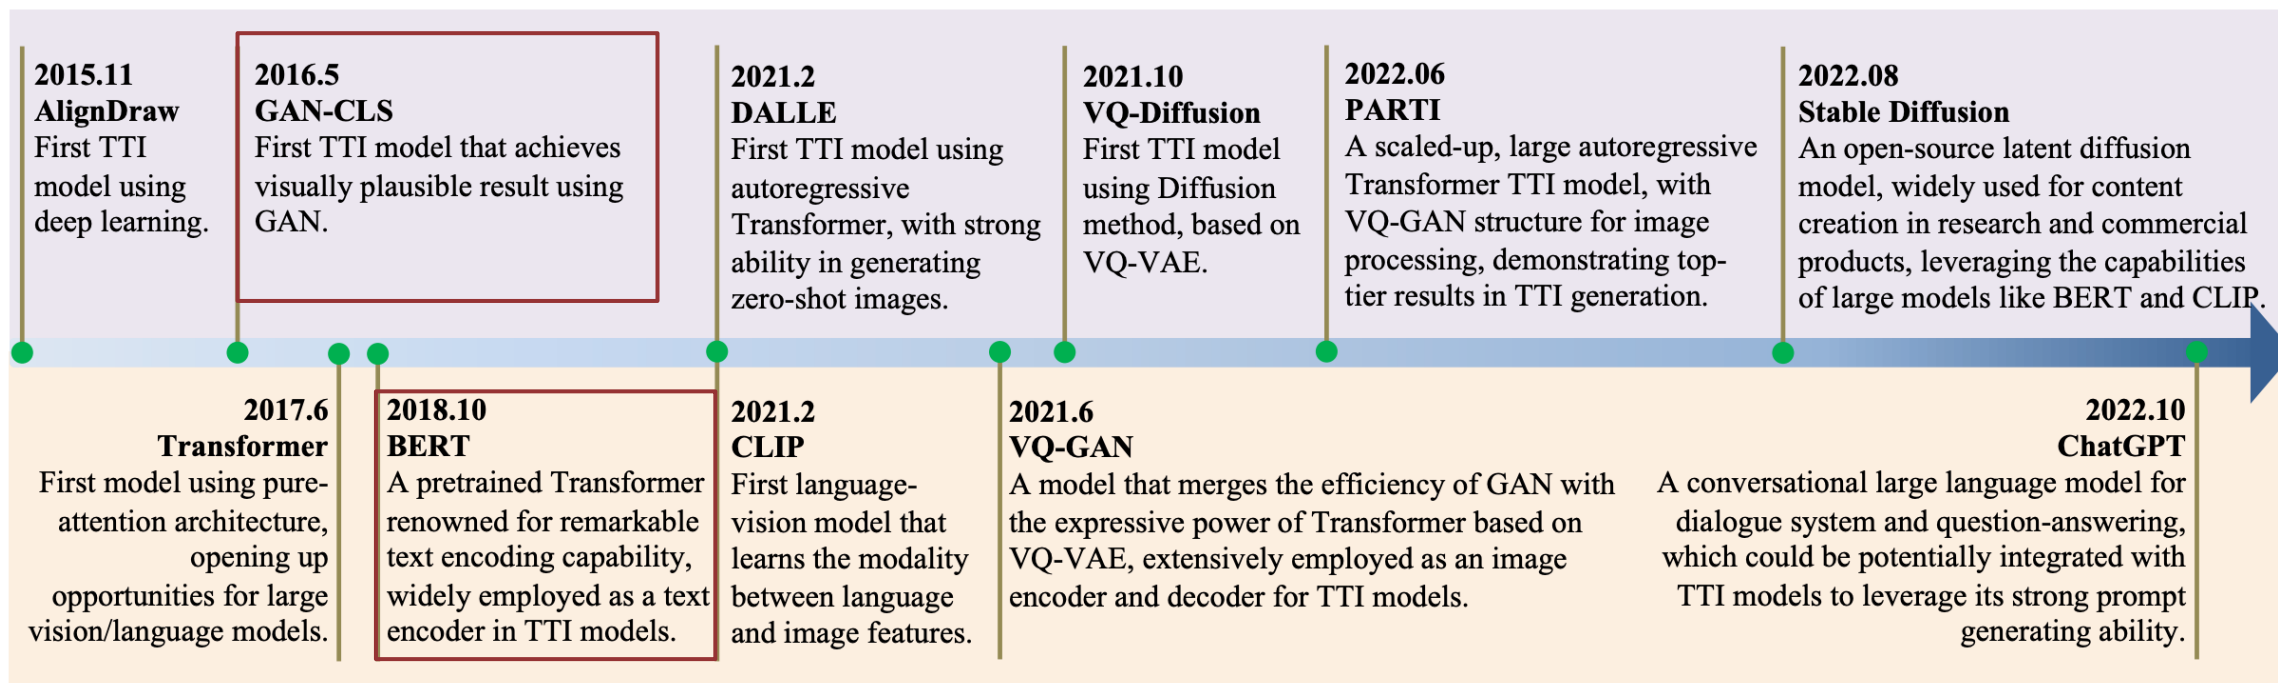 2015.11
AlignDraw
First TTI
model using
deep learning.
2016.5
GAN-CLS
First TTI model that achieves
visually plausible result using
GAN.
2021.2
DALLE
First TTI model using
autoregressive
Transformer, with strong
ability in generating
zero-shot images.
2021.10
VQ-Diffusion
First TTI model
using Diffusion
method, based on
VQ-VAE.
2022.06
PARTI
A scaled-up, large autoregressive
Transformer TTI model, with
VQ-GAN structure for image
processing, demonstrating top-
tier results in TTI generation.
2022.08
Stable Diffusion
An open-source latent diffusion
model, widely used for content
creation in research and commercial
products, leveraging the capabilities
of large models like BERT and CLIP.
2017.6
Transformer
First model using pure-
attention architecture,
opening up
opportunities for large
vision/language models.
2018.10
BERT
A pretrained Transformer
renowned for remarkable
text encoding capability,
widely employed as a text
encoder in TTI models.
2021.2
CLIP
First language-
vision model that
learns the modality
between language
and image features.
2021.6
VQ-GAN
A model that merges the efficiency of GAN with
the expressive power of Transformer based on
VQ-VAE, extensively employed as an image
encoder and decoder for TTI models.
2022.10
ChatGPT
A conversational large language model for
dialogue system and question-answering,
which could be potentially integrated with
TTI models to leverage its strong prompt
generating ability.